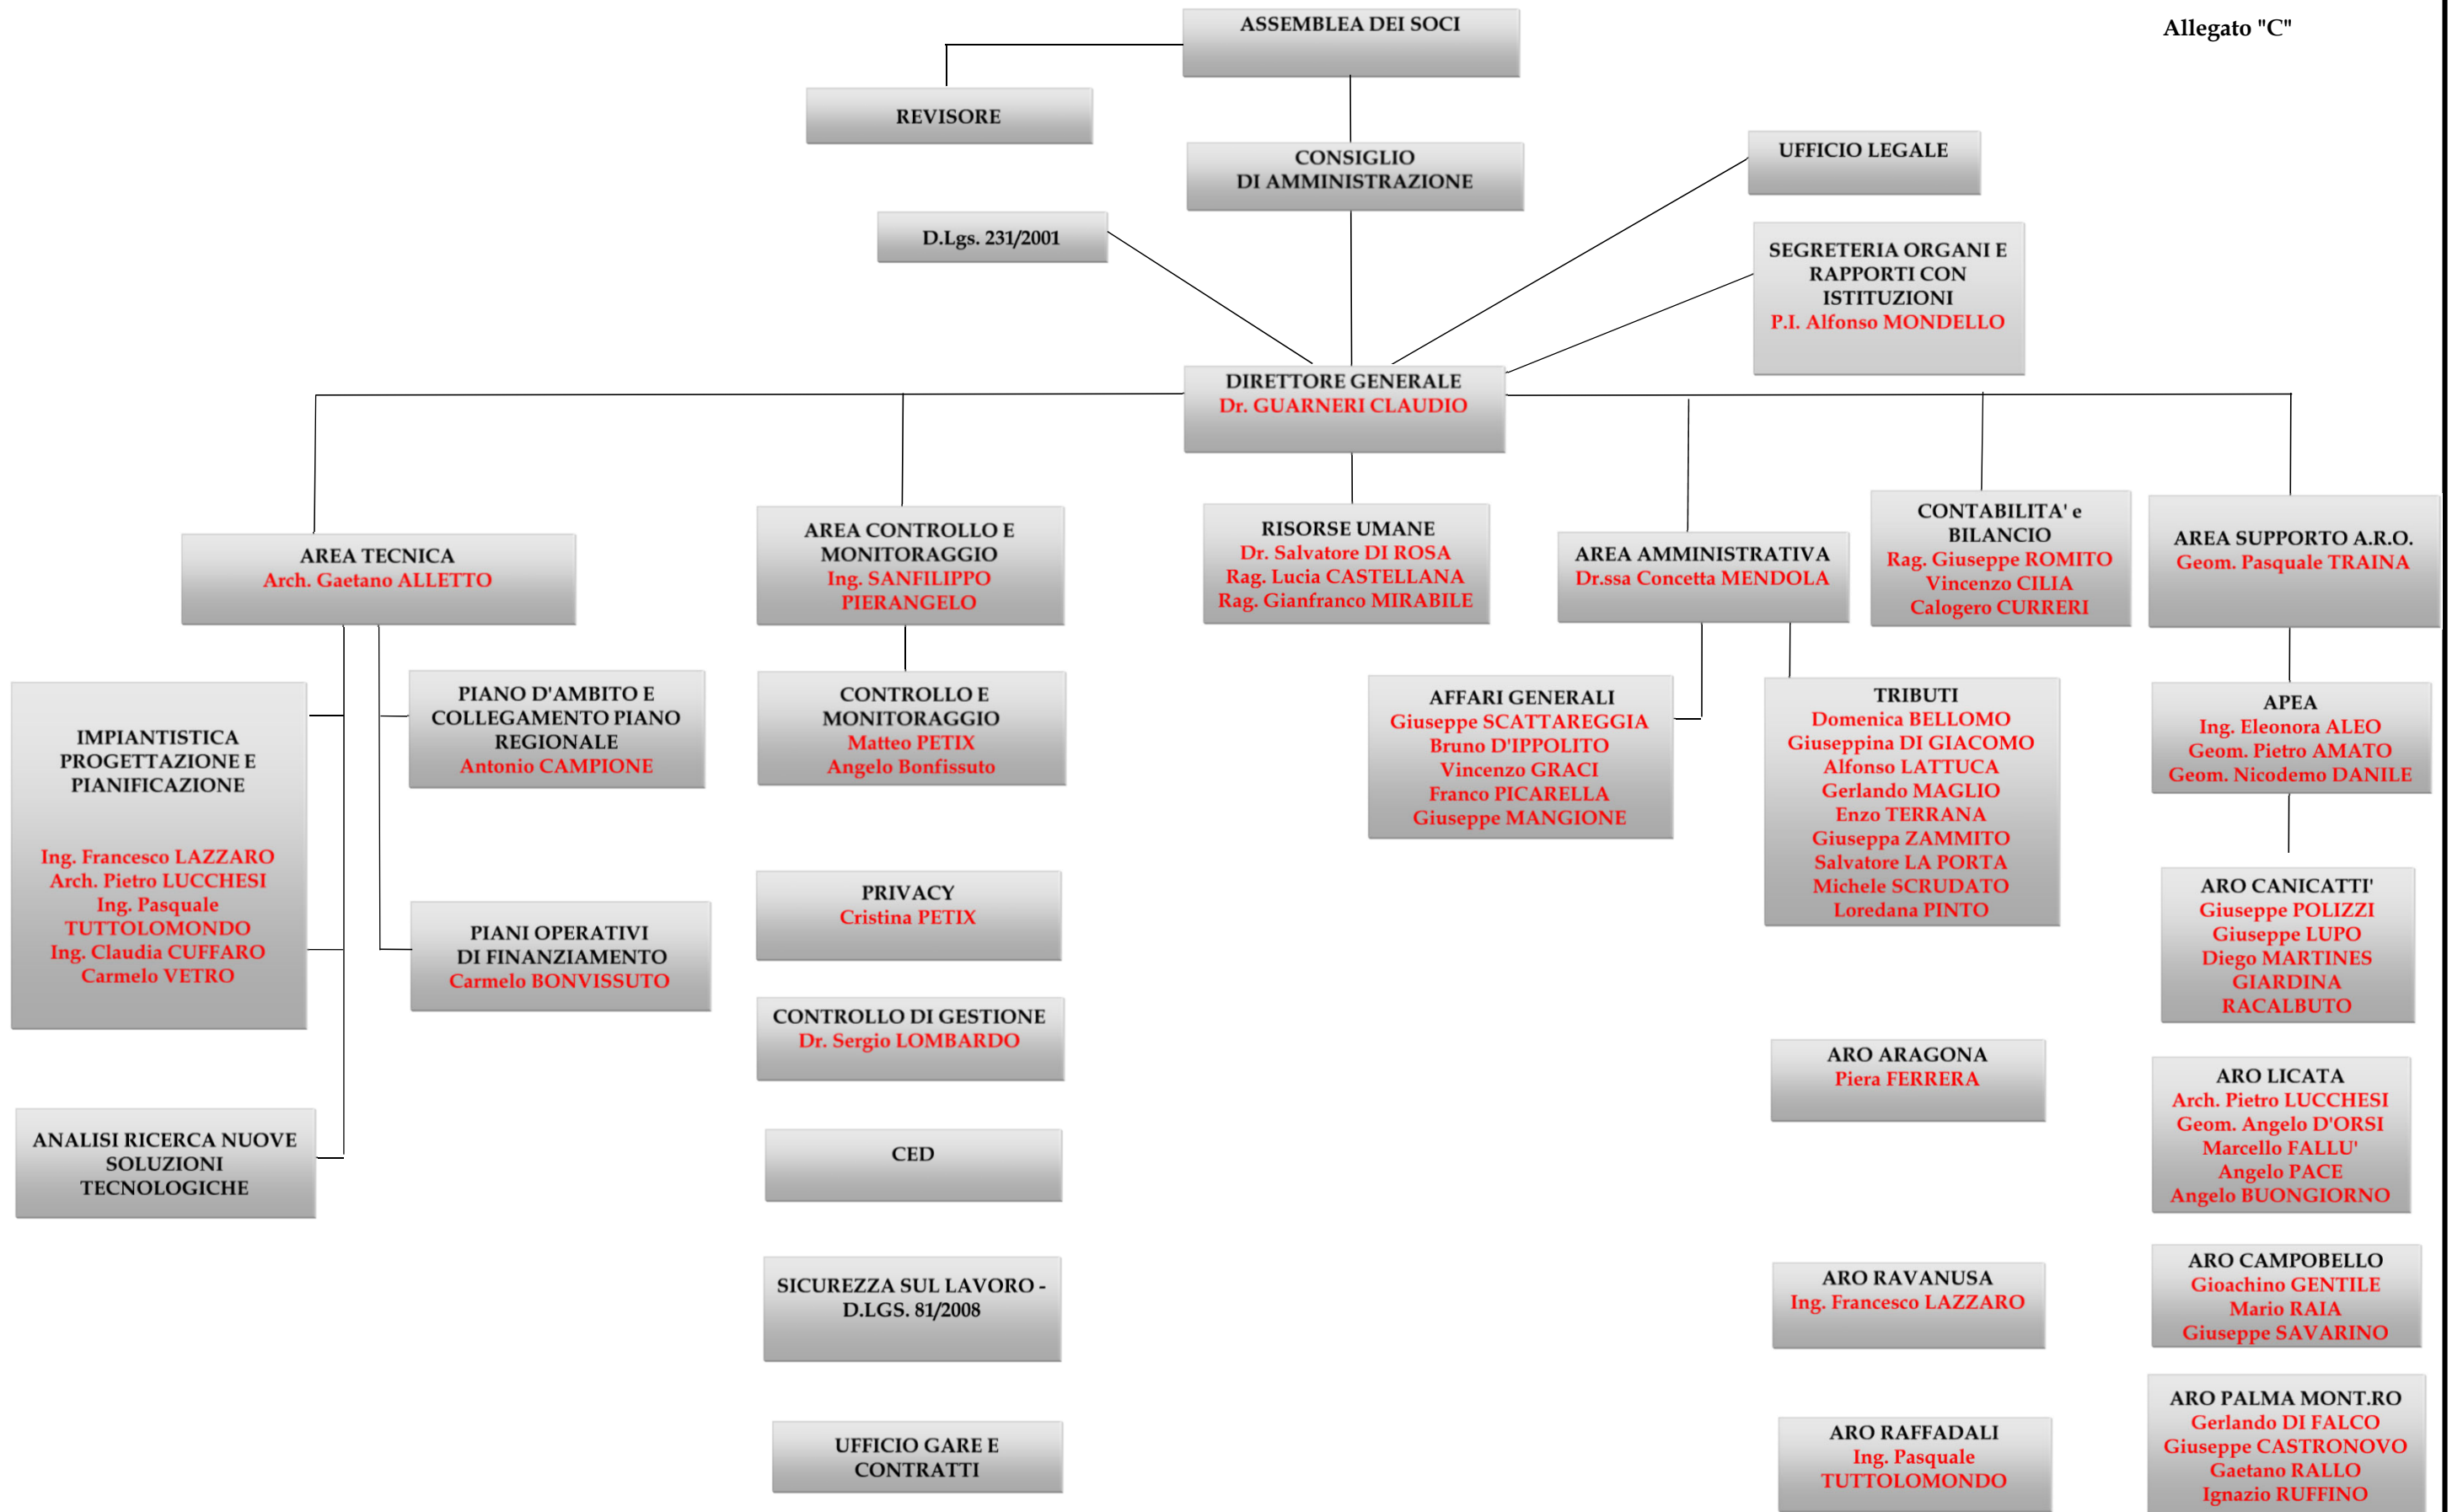 ASSEMBLEA DEI SOCI
Allegato "C"
REVISORE
CONSIGLIO
DI AMMINISTRAZIONE
UFFICIO LEGALE
D.Lgs. 231/2001
SEGRETERIA ORGANI E
RAPPORTI CON
ISTITUZIONI
P.I. Alfonso MONDELLO
DIRETTORE GENERALE
Dr. GUARNERI CLAUDIO
AREA TECNICA
Arch. Gaetano ALLETTO
AREA CONTROLLO E
MONITORAGGIO
Ing. SANFILIPPO
PIERANGELO
RISORSE UMANE
Dr. Salvatore DI ROSA
Rag. Lucia CASTELLANA
Rag. Gianfranco MIRABILE
AREA AMMINISTRATIVA
Dr.ssa Concetta MENDOLA
CONTABILITA' e
BILANCIO
Rag. Giuseppe ROMITO
Vincenzo CILIA
Calogero CURRERI
AREA SUPPORTO A.R.O.
Geom. Pasquale TRAINA
IMPIANTISTICA
PROGETTAZIONE E
PIANIFICAZIONE
Ing. Francesco LAZZARO
Arch. Pietro LUCCHESI
Ing. Pasquale
TUTTOLOMONDO
Ing. Claudia CUFFARO
Carmelo VETRO
PIANO D'AMBITO E
COLLEGAMENTO PIANO
REGIONALE
Antonio CAMPIONE
CONTROLLO E
MONITORAGGIO
Matteo PETIX
Angelo Bonfissuto
AFFARI GENERALI
Giuseppe SCATTAREGGIA
Bruno D'IPPOLITO
Vincenzo GRACI
Franco PICARELLA
Giuseppe MANGIONE
TRIBUTI
Domenica BELLOMO
Giuseppina DI GIACOMO
Alfonso LATTUCA
Gerlando MAGLIO
Enzo TERRANA
Giuseppa ZAMMITO
Salvatore LA PORTA
Michele SCRUDATO
Loredana PINTO
APEA
Ing. Eleonora ALEO
Geom. Pietro AMATO
Geom. Nicodemo DANILE
PIANI OPERATIVI
DI FINANZIAMENTO
Carmelo BONVISSUTO
PRIVACY
Cristina PETIX
ARO CANICATTI'
Giuseppe POLIZZI
Giuseppe LUPO
Diego MARTINES
GIARDINA
RACALBUTO
CONTROLLO DI GESTIONE
Dr. Sergio LOMBARDO
ARO ARAGONA
Piera FERRERA
ARO LICATA
Arch. Pietro LUCCHESI
Geom. Angelo D'ORSI
Marcello FALLU'
Angelo PACE
Angelo BUONGIORNO
ANALISI RICERCA NUOVE
SOLUZIONI
TECNOLOGICHE
CED
SICUREZZA SUL LAVORO -
D.LGS. 81/2008
ARO RAVANUSA
Ing. Francesco LAZZARO
ARO CAMPOBELLO
Gioachino GENTILE
Mario RAIA
Giuseppe SAVARINO
UFFICIO GARE E
CONTRATTI
ARO RAFFADALI
Ing. Pasquale
TUTTOLOMONDO
ARO PALMA MONT.RO
Gerlando DI FALCO
Giuseppe CASTRONOVO
Gaetano RALLO
Ignazio RUFFINO